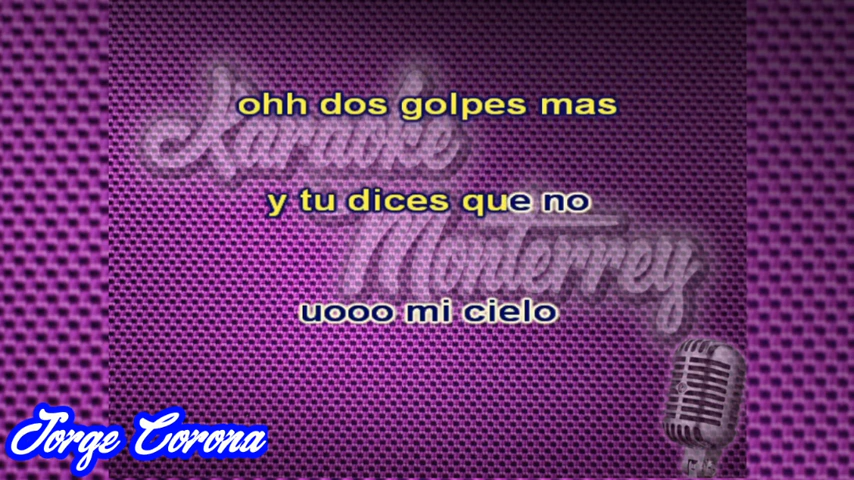 ohh dos golpes mas
Karaoke
y tu dices que no
Monterrey
uooo mi cielo
Jorge Corona